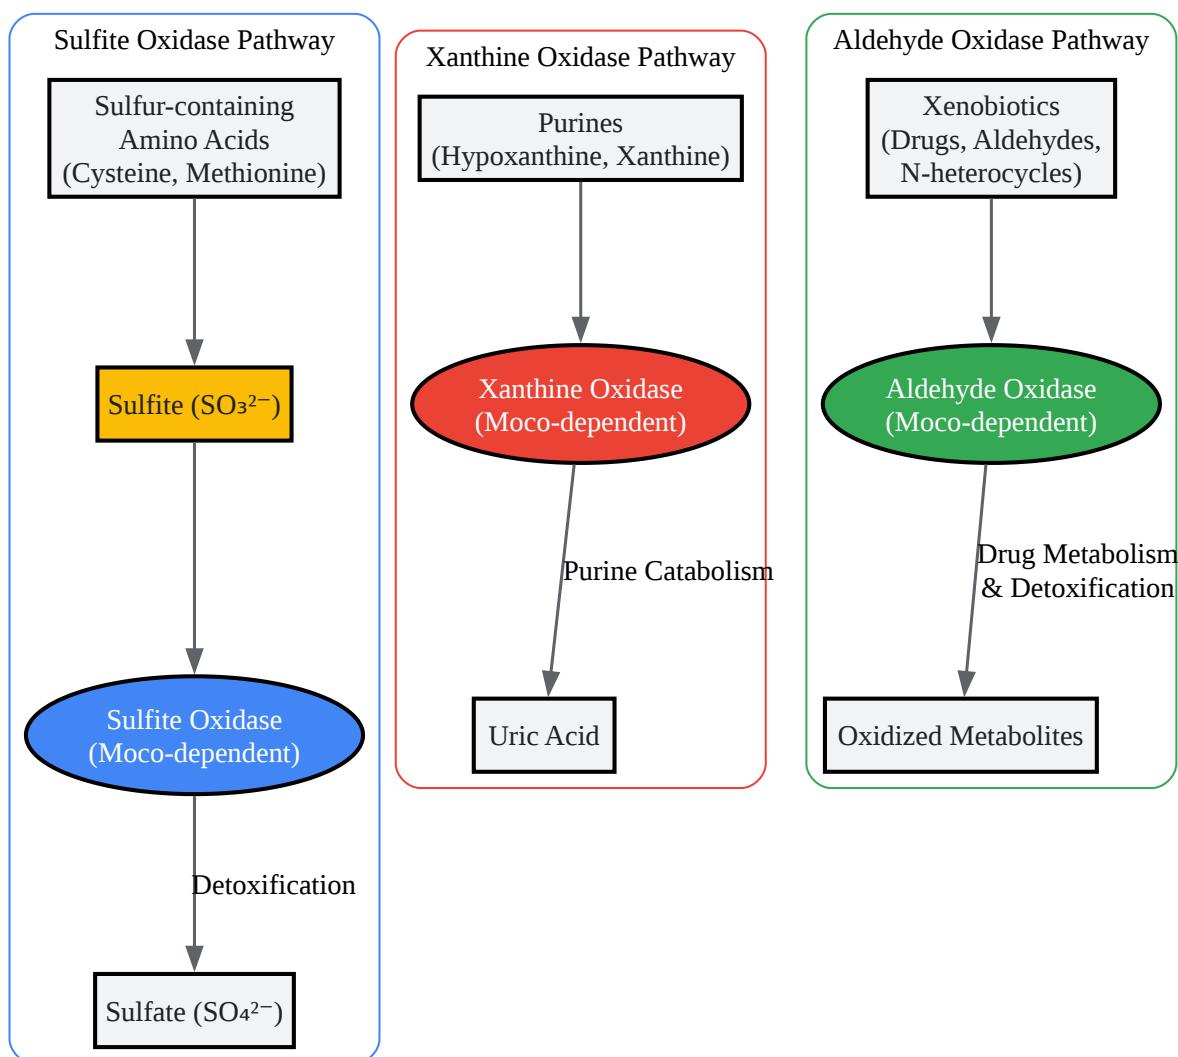 Sulfite Oxidase Pathway
Sulfur-containing
Amino Acids
(Cysteine, Methionine)
Sulfite (SO₃²⁻)
Sulfite Oxidase
(Moco-dependent)
Detoxification
Sulfate (SO₄²⁻)
Xanthine Oxidase Pathway
Purines
(Hypoxanthine, Xanthine)
Xanthine Oxidase
(Moco-dependent)
Purine Catabolism
Uric Acid
Aldehyde Oxidase Pathway
Xenobiotics
(Drugs, Aldehydes,
N-heterocycles)
Aldehyde Oxidase
(Moco-dependent)
Drug Metabolism
& Detoxification
Oxidized Metabolites